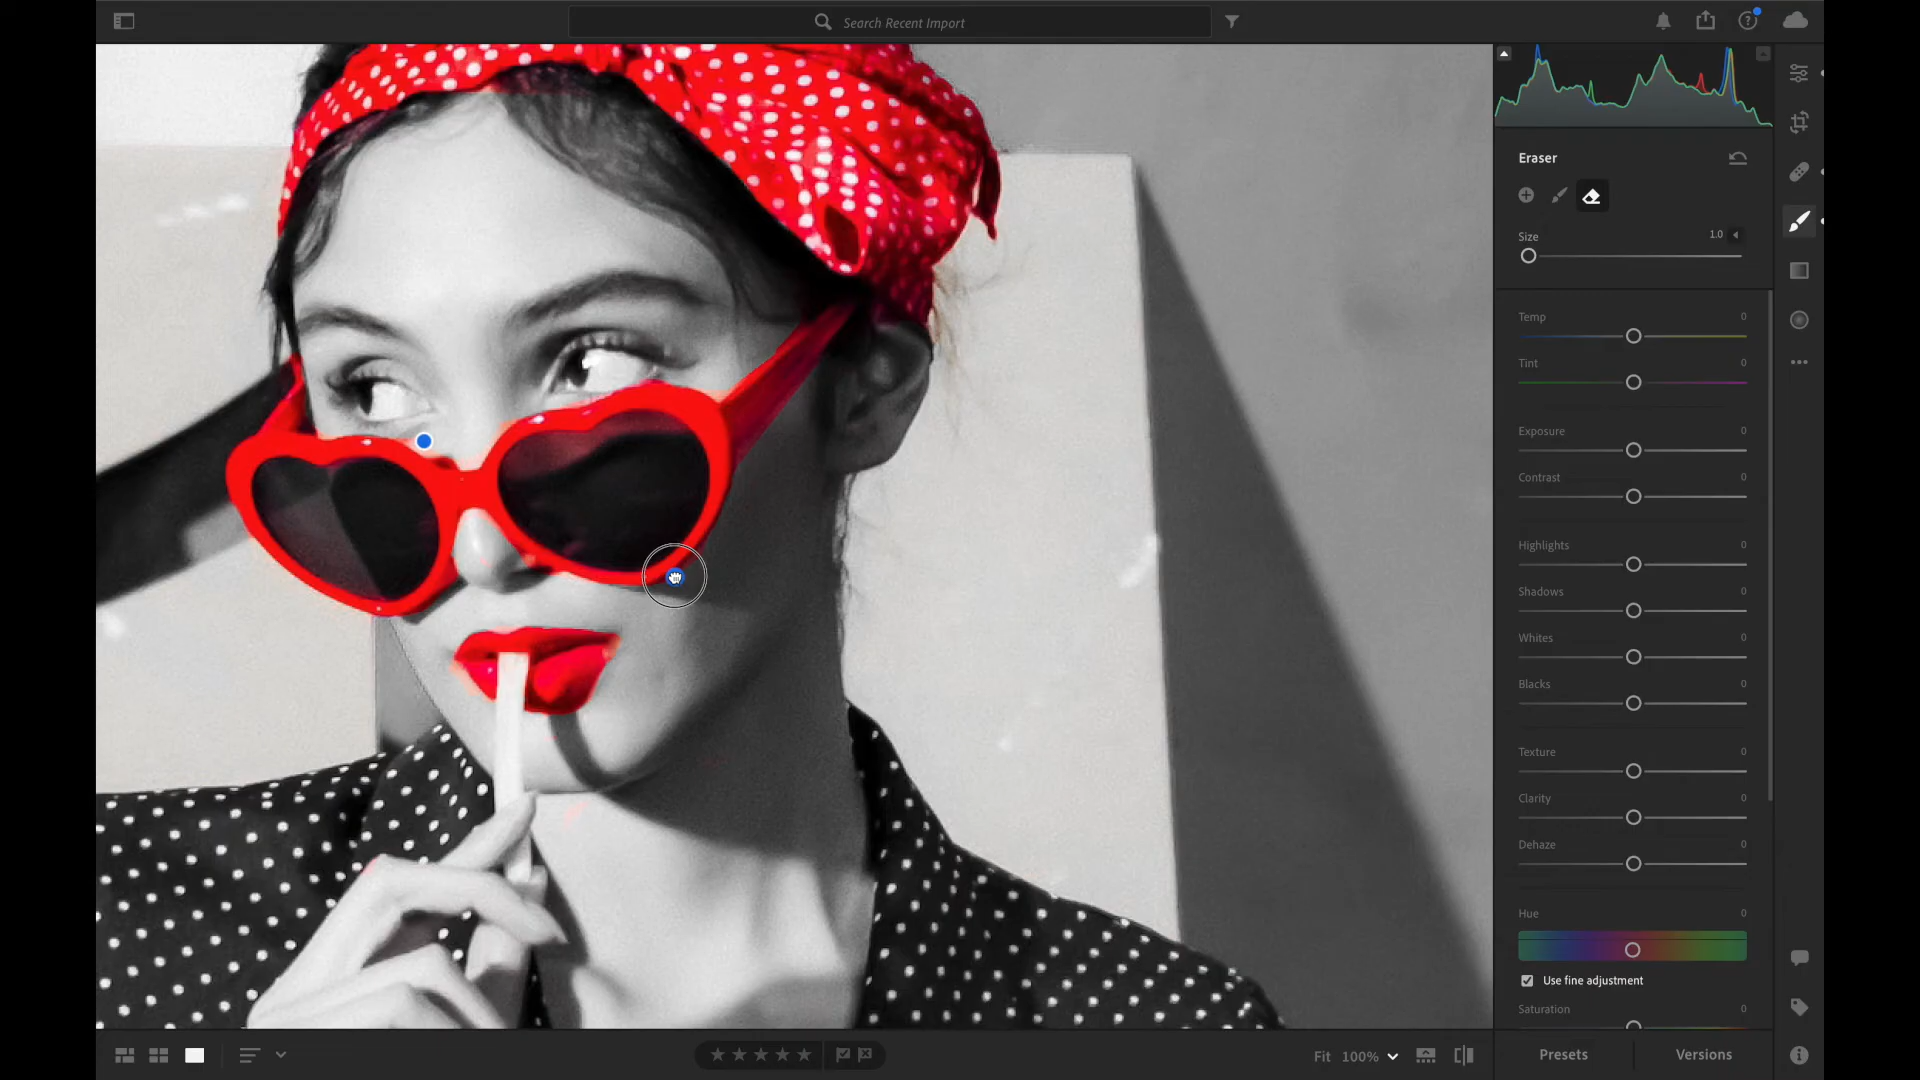 Search Recent Import
Eraser
Size 1.0
Temp 0
Tint 0
Exposure 0
Contrast 0
Highlights 0
Shadows 0
Whites 0
Blacks 0
Texture 0
Clarity 0
Dehaze 0
Hue 0
Use fine adjustment
Saturation 0
Fit 100%
Presets
Versions